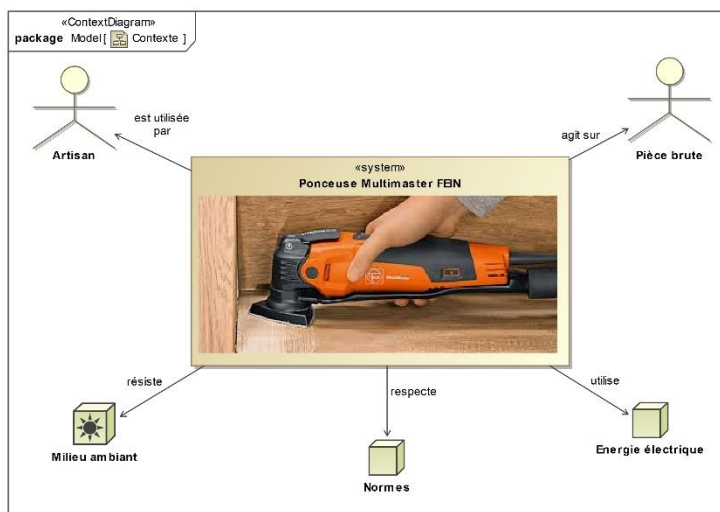 «ContextDiagram»
package Model [ Contexte ]
est utilisée
par
agit sur
Artisan
Pièce brute
«system»
Ponceuse Multimaster FEIN
résiste
respecte
utilise
Milieu ambiant
Energie électrique
Normes